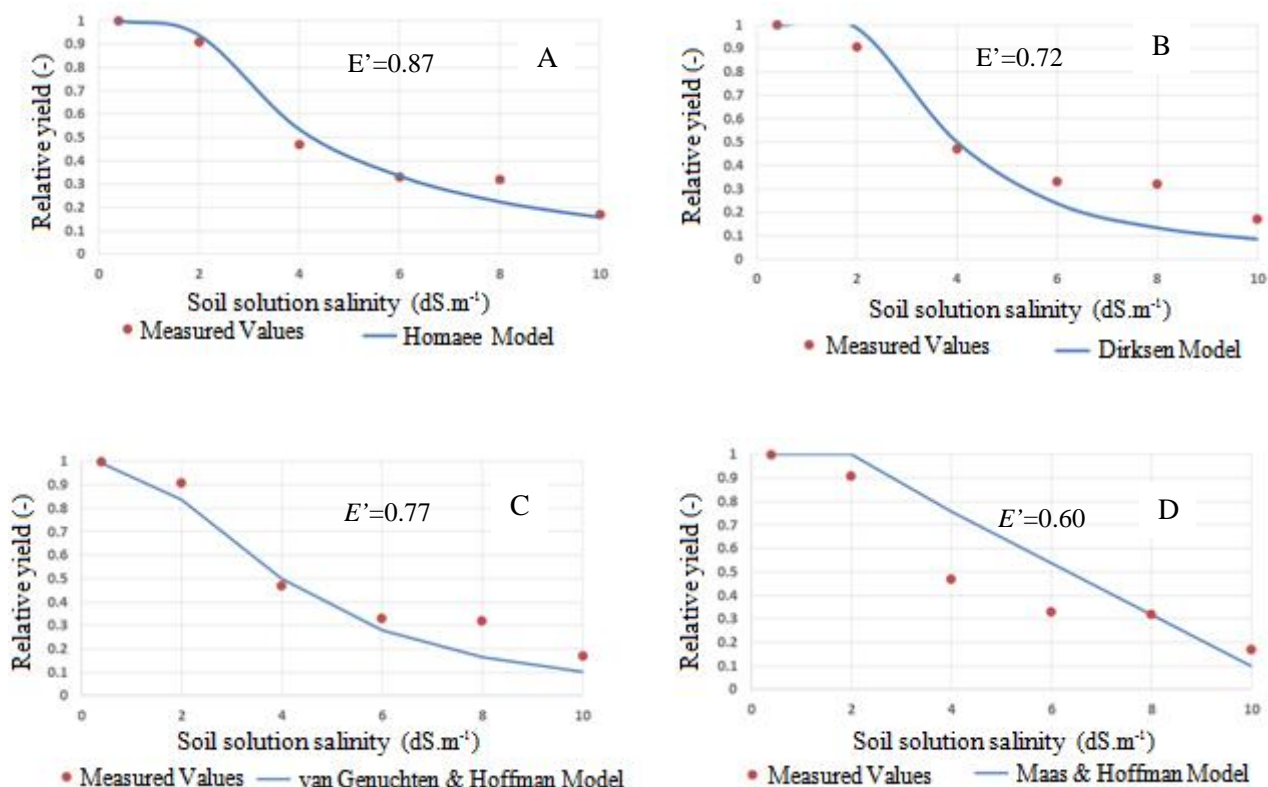 A
E'=0.87
Relative yield (-)
1
0.9
0.8
0.7
0.6
0.5
0.4
0.3
0.2
0.1
0
0 2 4 6 8 10
Soil solution salinity (dS.m⁻¹)
Measured Values Homaee Model
B
E'=0.72
Relative yield (-)
1
0.9
0.8
0.7
0.6
0.5
0.4
0.3
0.2
0.1
0
0 2 4 6 8 10
Soil solution salinity (dS.m⁻¹)
Measured Values Dirksen Model
C
E'=0.77
Relative yield (-)
1
0.9
0.8
0.7
0.6
0.5
0.4
0.3
0.2
0.1
0
0 2 4 6 8 10
Soil solution salinity (dS.m⁻¹)
Measured Values van Genuchten & Hoffman Model
D
E'=0.60
Relative yield (-)
1
0.9
0.8
0.7
0.6
0.5
0.4
0.3
0.2
0.1
0
0 2 4 6 8 10
Soil solution salinity (dS.m⁻¹)
Measured Values Maas & Hoffman Model